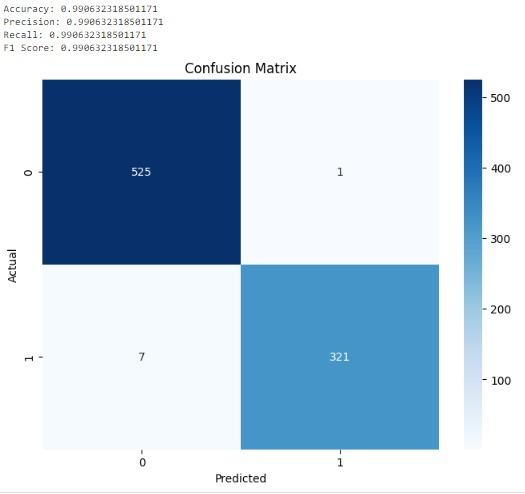 Accuracy: 0.990632318501171
Precision: 0.990632318501171
Recall: 0.990632318501171
F1 Score: 0.990632318501171
Confusion Matrix
0
525
1
500
400
300
200
100
Actual
1
7
321
0
1
Predicted